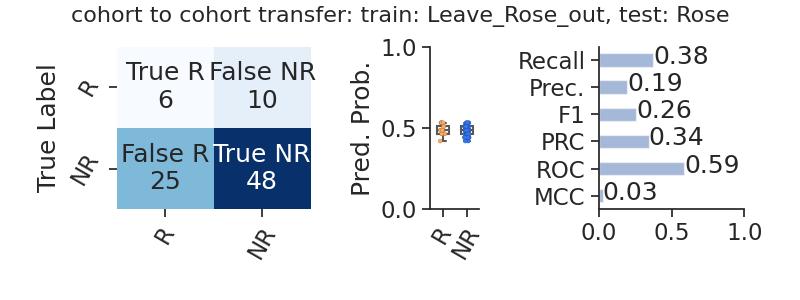 cohort to cohort transfer: train: Leave_Rose_out, test: Rose
True Label
R
NR
True R
6
False NR
10
False R
25
True NR
48
R
NR
Pred. Prob.
1.0
0.5
0.0
R
NR
Recall
0.38
Prec.
0.19
F1
0.26
PRC
0.34
ROC
0.59
MCC
0.03
0.0
0.5
1.0